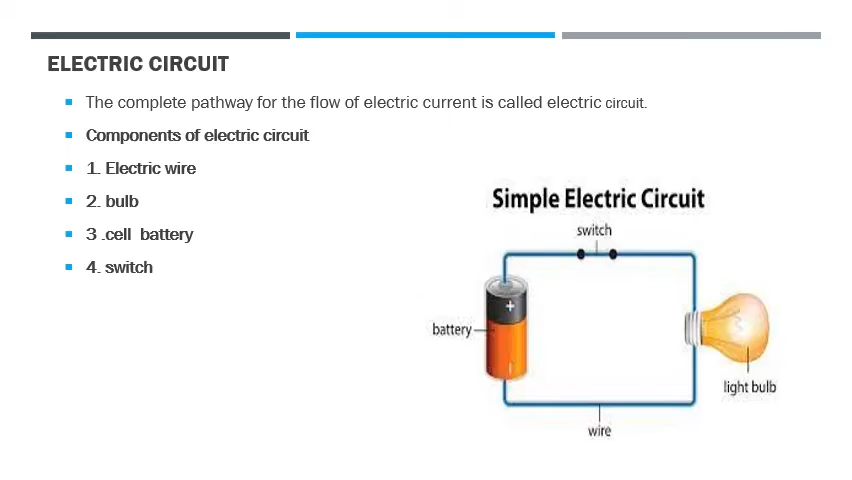 ELECTRIC CIRCUIT
The complete pathway for the flow of electric current is called electric circuit.
Components of electric circuit
1. Electric wire
2. bulb
3 .cell battery
4. switch
Simple Electric Circuit
switch
+
battery
light bulb
wire